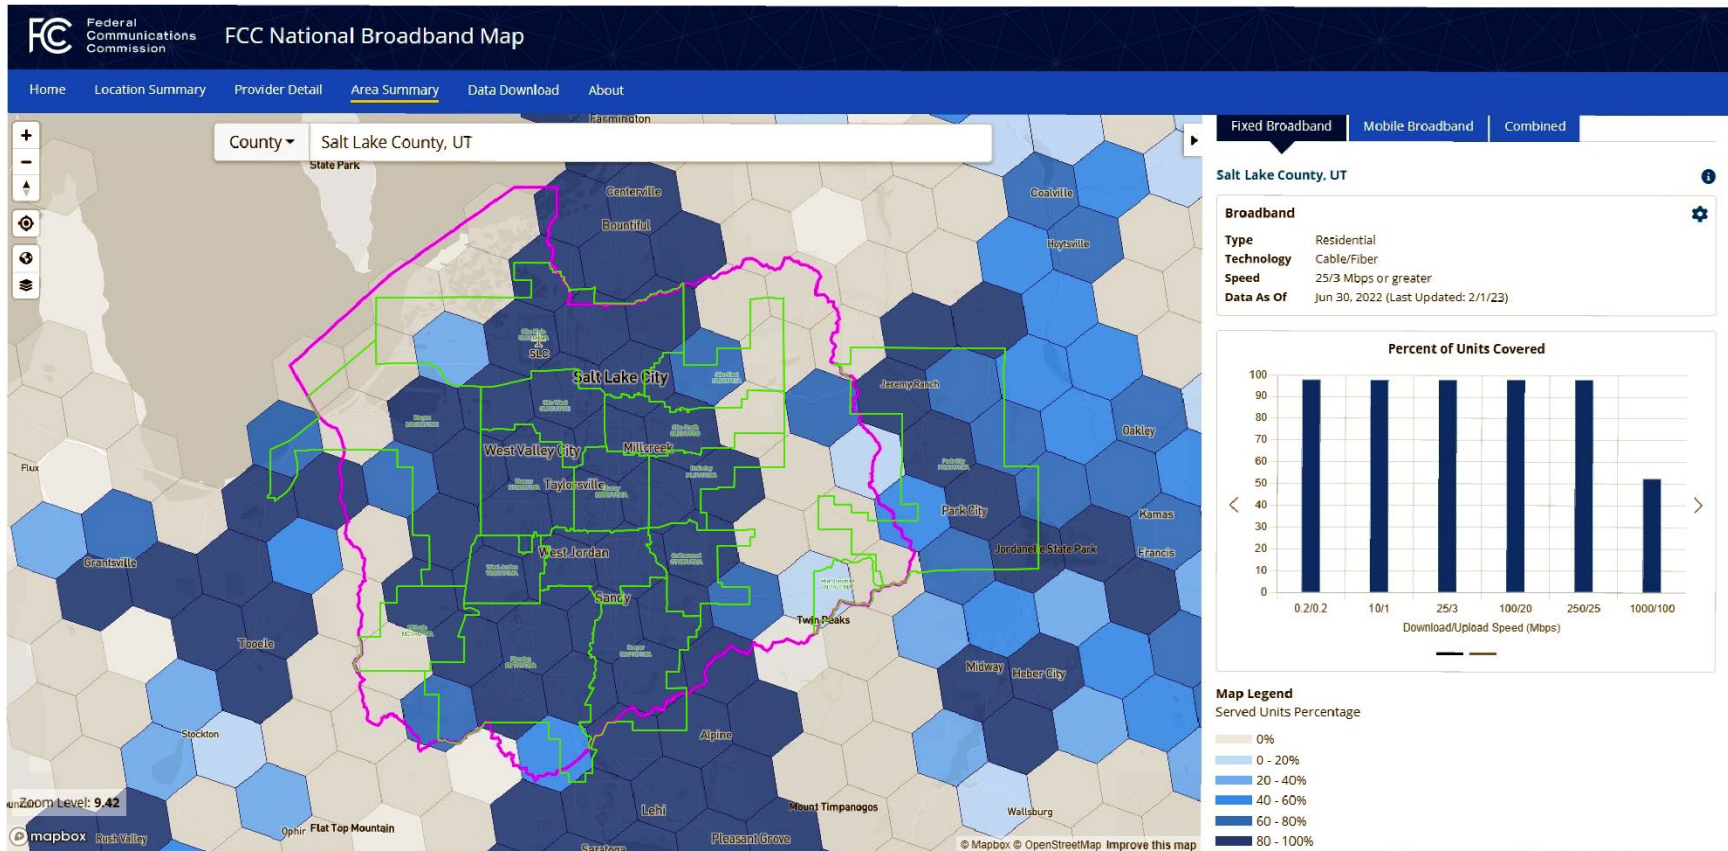 FCC Federal
Communications
Commission
FCC National Broadband Map
Home Location Summary Provider Detail Area Summary Data Download About
County Salt Lake County, UT
Farmington
State Park
Centerville
Bountiful
Coalville
Hoytsville
SLC
Salt Lake City
Jeremy Ranch
Oakley
West Valley City
Millcreek
Flux
Taylorsville
Park City
Kamas
West Jordan
Jordanelle State Park
Francis
Grantsville
Sandy
Twin Peaks
Tooele
Midway
Heber City
Stockton
Alpine
Zoom Level: 9.42
Lehi
Mount Timpanogos
Wallsburg
Ophir
Flat Top Mountain
mapbox
Rush Valley
Pleasant Grove
Saratoga
© Mapbox © OpenStreetMap Improve this map
Fixed Broadband Mobile Broadband Combined
Salt Lake County, UT
Broadband
Type Residential
Technology Cable/Fiber
Speed 25/3 Mbps or greater
Data As Of Jun 30, 2022 (Last Updated: 2/1/23)
Percent of Units Covered
100
90
80
70
60
50
40
30
20
10
0
0.2/0.2 10/1 25/3 100/20 250/25 1000/100
Download/Upload Speed (Mbps)
Map Legend
Served Units Percentage
0%
0 - 20%
20 - 40%
40 - 60%
60 - 80%
80 - 100%